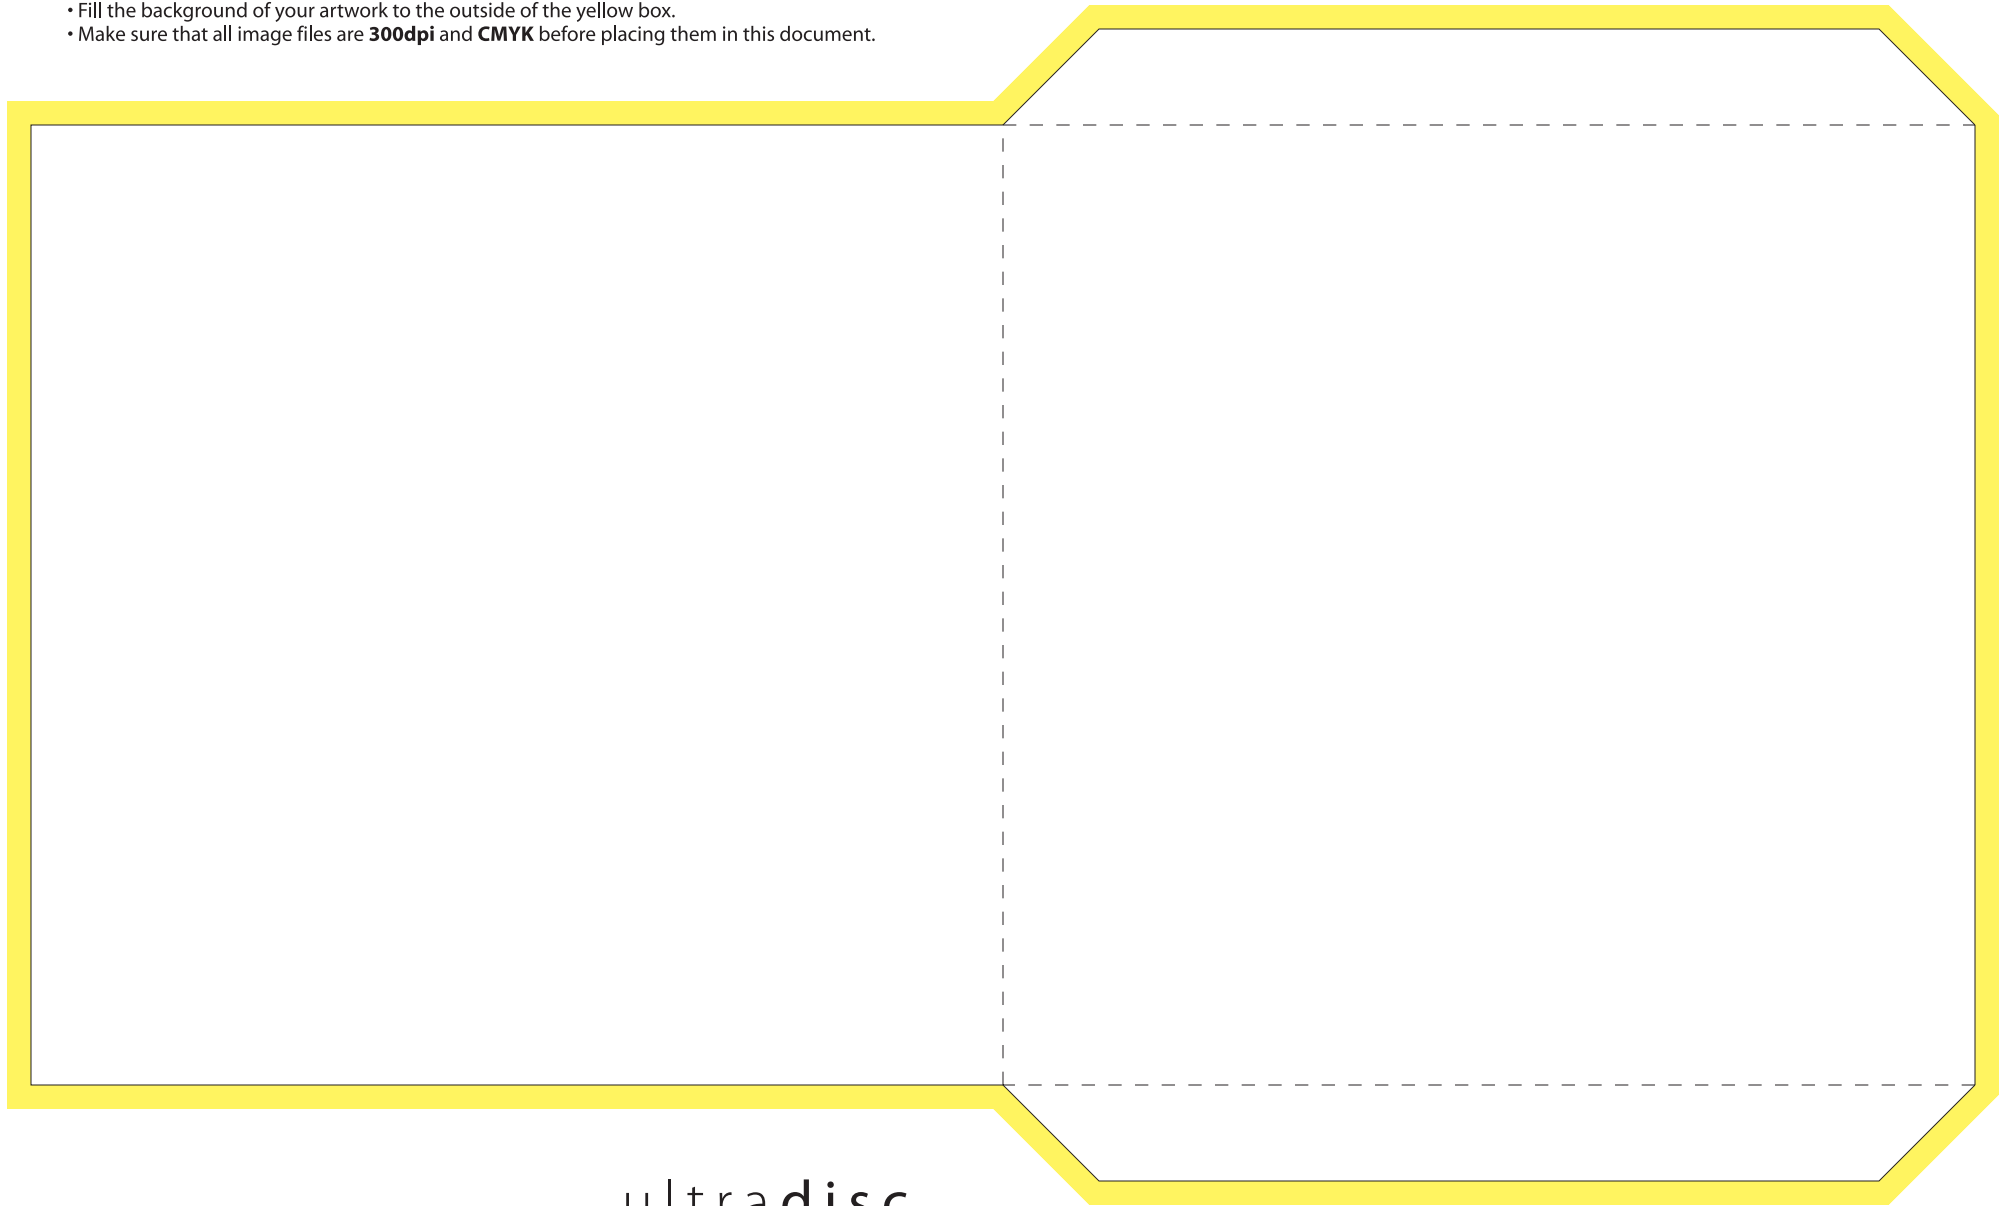 • Fill the background of your artwork to the outside of the yellow box.
• Make sure that all image files are 300dpi and CMYK before placing them in this document.
ultradisc